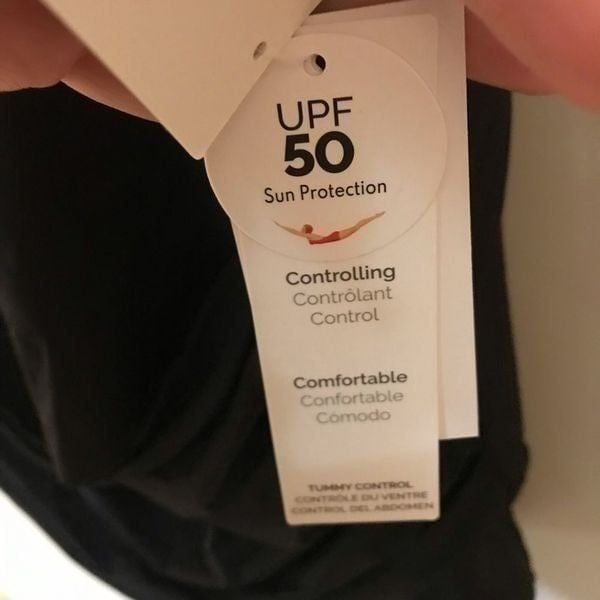 UPF
50
Sun Protection
Controlling
Contrôlant
Control
Comfortable
Confortable
Cómodo
TUMMY CONTROL
CONTRÔLE DU VENTRE
CONTROL DEL ABDOMEN